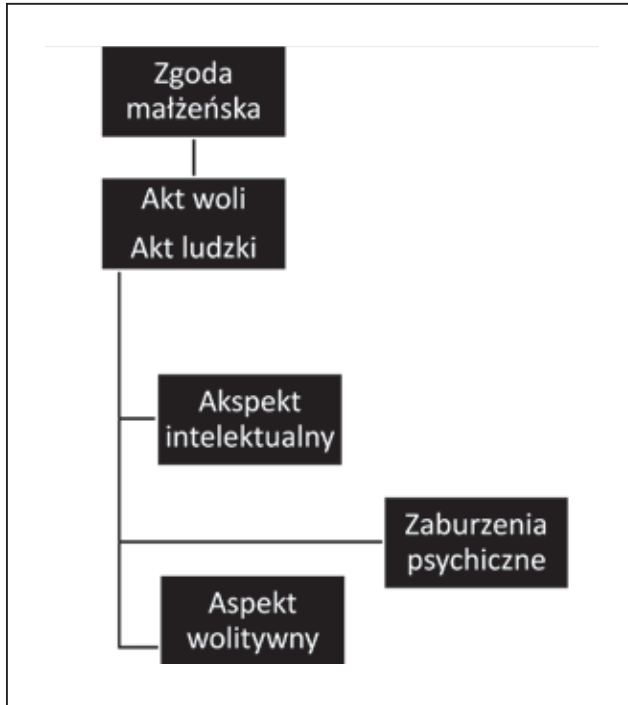 Zgoda
małżeńska
Akt woli
Akt ludzki
Akspekt
intelektualny
Zaburzenia
psychiczne
Aspekt
wolitywny